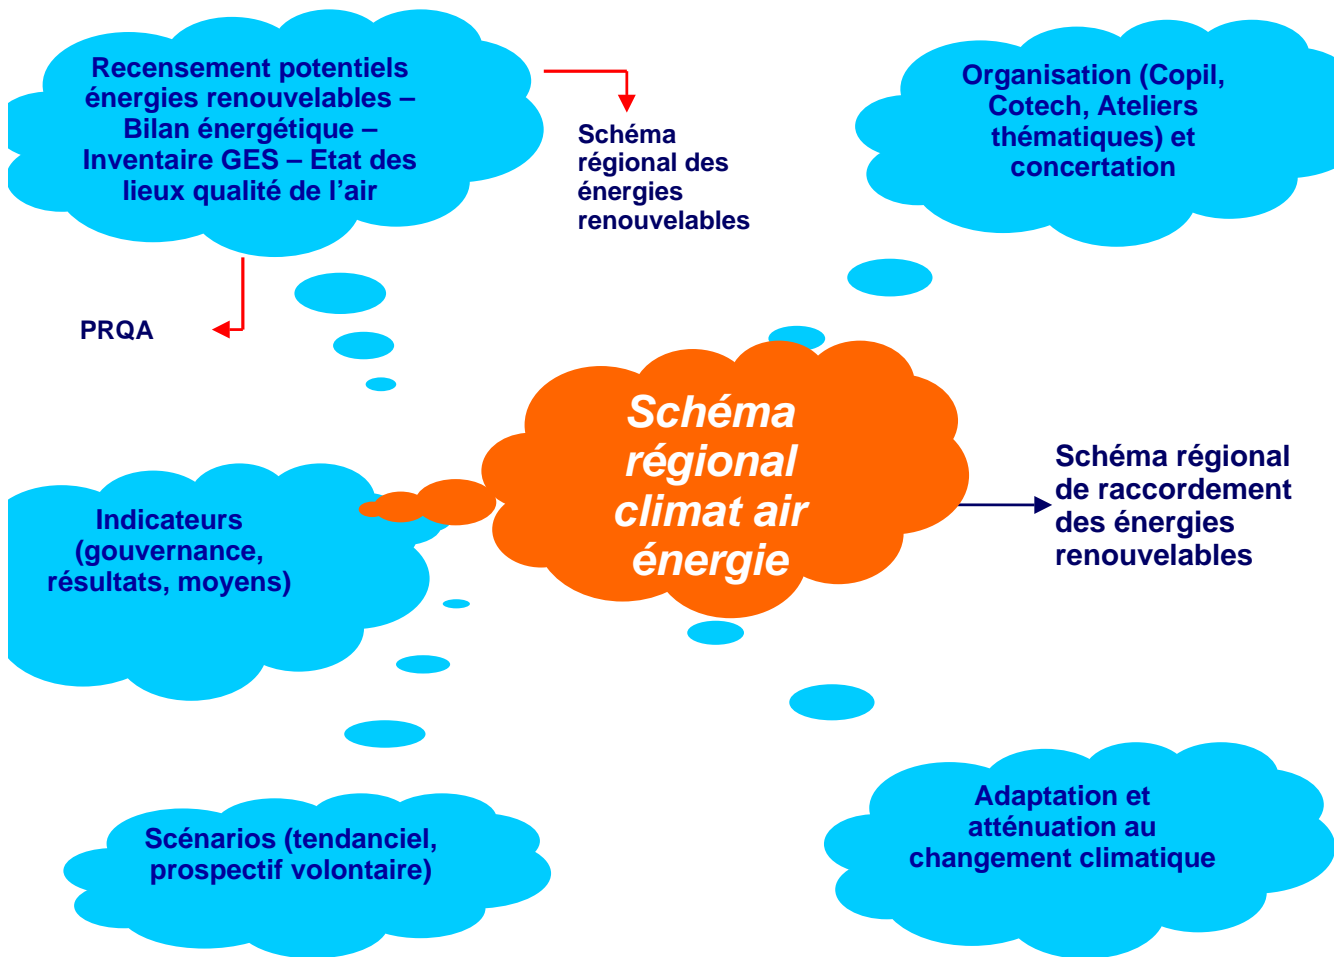 Recensement potentiels
énergies renouvelables –
Bilan énergétique –
Inventaire GES – Etat des
lieux qualité de l’air
Schéma
régional des
énergies
renouvelables
Organisation (Copil,
Cotech, Ateliers
thématiques) et
concertation
PRQA
Schéma
régional
climat air
énergie
Schéma régional
de raccordement
des énergies
renouvelables
Indicateurs
(gouvernance,
résultats, moyens)
Scénarios (tendanciel,
prospectif volontaire)
Adaptation et
atténuation au
changement climatique